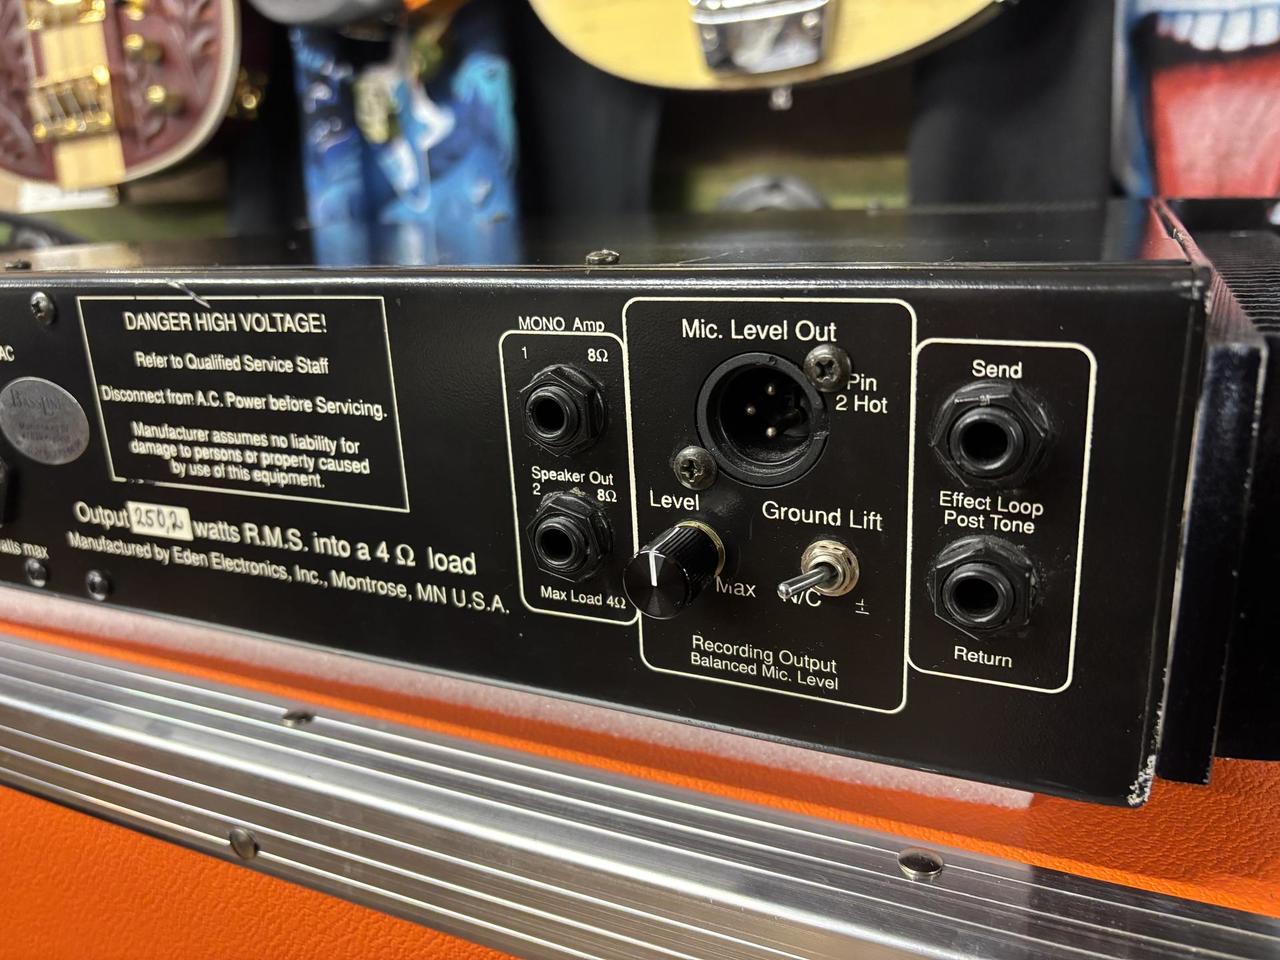 AC
DANGER HIGH VOLTAGE!
Refer to Qualified Service Staff
Disconnect from A.C. Power before Servicing.
Manufacturer assumes no liability for
damage to persons or property caused
by use of this equipment.
Output 250,2 watts R.M.S. into a 4 Ω load
Manufactured by Eden Electronics, Inc., Montrose, MN U.S.A.
watts max
MONO Amp
1 8Ω
Speaker Out
2 8Ω
Max Load 4Ω
Mic. Level Out
Pin
2 Hot
Level
Max
Ground Lift
N/C
Recording Output
Balanced Mic. Level
Send
Effect Loop
Post Tone
Return